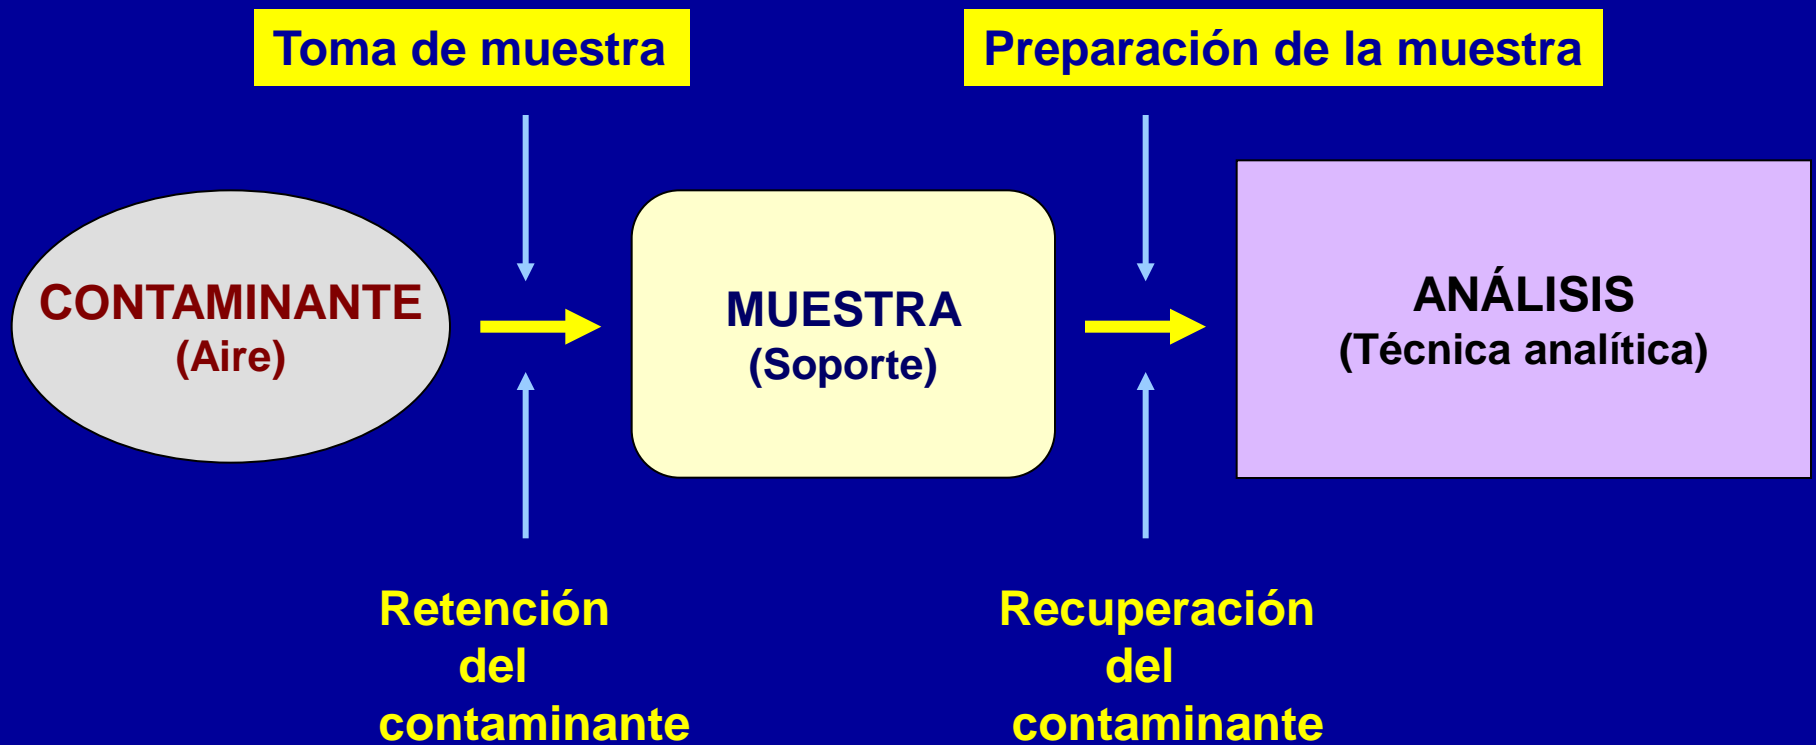 Toma de muestra
Preparación de la muestra
CONTAMINANTE
(Aire)
MUESTRA
(Soporte)
ANÁLISIS
(Técnica analítica)
Retención
del
contaminante
Recuperación
del
contaminante